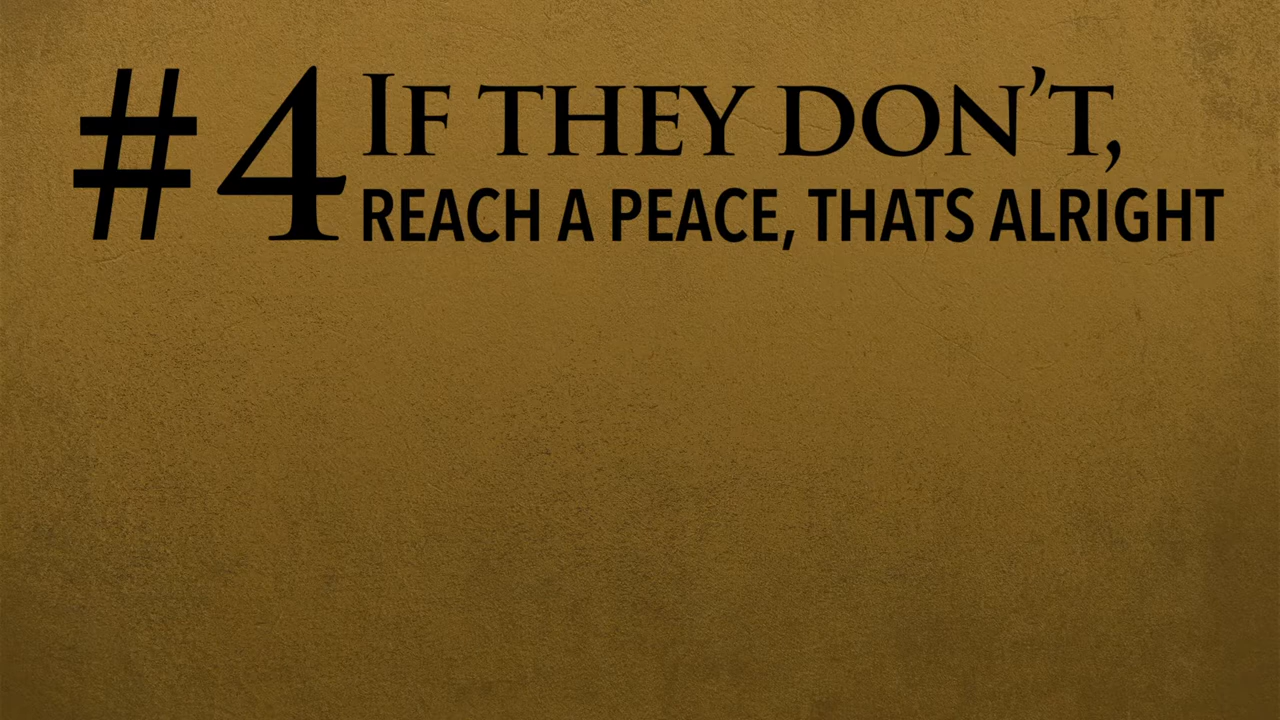 #4 IF THEY DON'T,
REACH A PEACE, THATS ALRIGHT